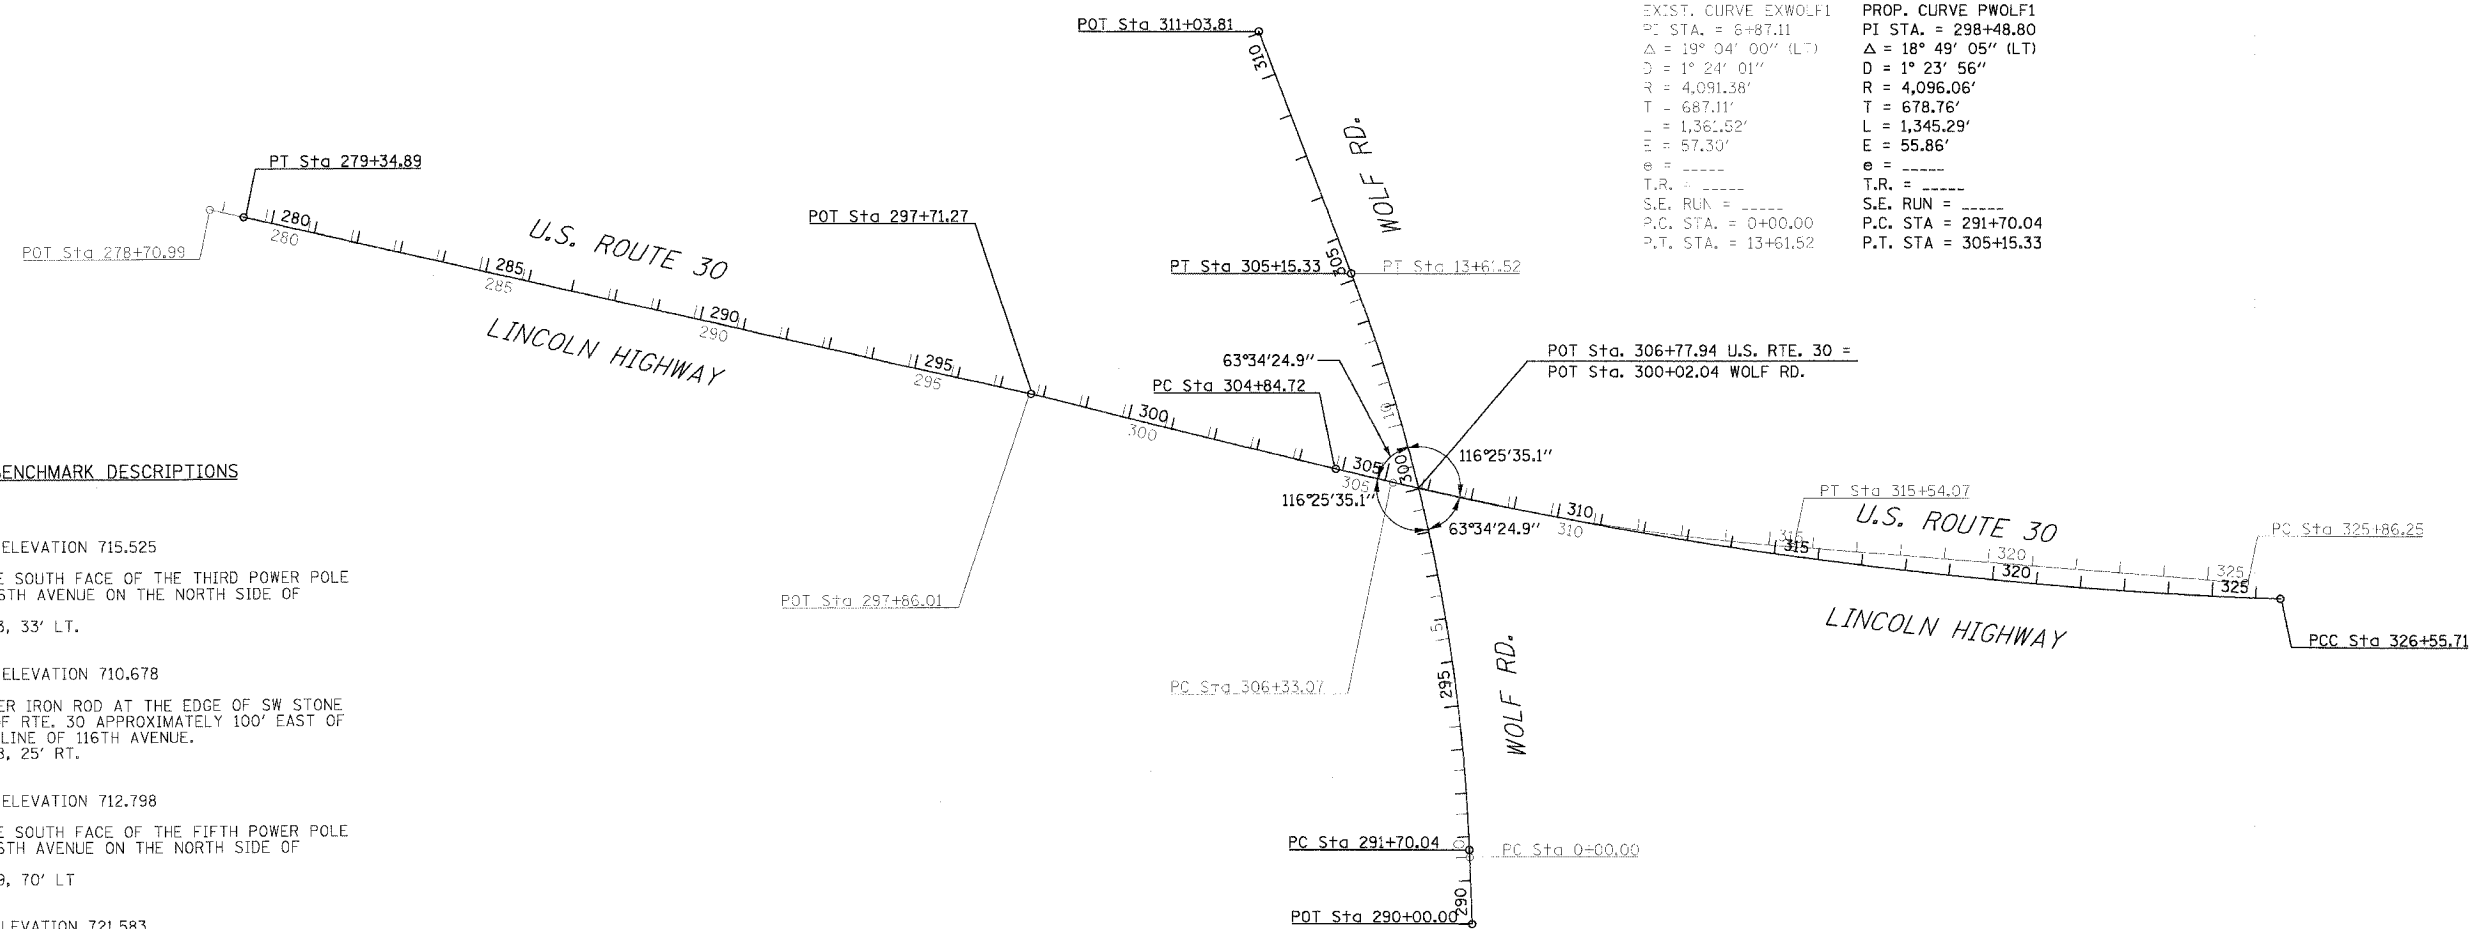 POT Sta 311+03.81
310
EXIST. CURVE EXWOLF1
PI STA. = 6+87.11
Δ = 19° 04' 00" (LT)
D = 1° 24' 01"
R = 4,091.38'
T = 687.11'
L = 1,361.52'
E = 57.30'
e = _____
T.R. = _____
S.E. RUN = _____
P.C. STA. = 0+00.00
P.T. STA. = 13+61.52
PROP. CURVE PWOLF1
PI STA. = 298+48.80
Δ = 18° 49' 05" (LT)
D = 1° 23' 56"
R = 4,096.06'
T = 678.76'
L = 1,345.29'
E = 55.86'
e = _____
T.R. = _____
S.E. RUN = _____
P.C. STA = 291+70.04
P.T. STA = 305+15.33
WOLF RD.
PT Sta 279+34.89
POT Sta 278+70.99
280
280
U.S. ROUTE 30
285
285
LINCOLN HIGHWAY
290
290
POT Sta 297+71.27
295
295
POT Sta 297+86.01
300
300
PT Sta 305+15.33
305
PT Sta 13+61.52
63°34'24.9"
PC Sta 304+84.72
10
POT Sta. 306+77.94 U.S. RTE. 30 =
POT Sta. 300+02.04 WOLF RD.
305
305
300
116°25'35.1"
116°25'35.1"
63°34'24.9"
PC Sta 306+33.07
310
310
PT Sta 315+54.07
315
315
U.S. ROUTE 30
320
320
PC Sta 325+86.25
325
325
LINCOLN HIGHWAY
PCC Sta 326+55.71
5
295
WOLF RD.
PC Sta 291+70.04
0
PC Sta 0+00.00
290
POT Sta 290+00.00
BENCHMARK DESCRIPTIONS
ELEVATION 715.525
SOUTH FACE OF THE THIRD POWER POLE
AVENUE ON THE NORTH SIDE OF
33' LT.
ELEVATION 710.678
IRON ROD AT THE EDGE OF SW STONE
OF RTE. 30 APPROXIMATELY 100' EAST OF
LINE OF 116TH AVENUE.
25' RT.
ELEVATION 712.798
SOUTH FACE OF THE FIFTH POWER POLE
AVENUE ON THE NORTH SIDE OF
70' LT
ELEVATION 721.583